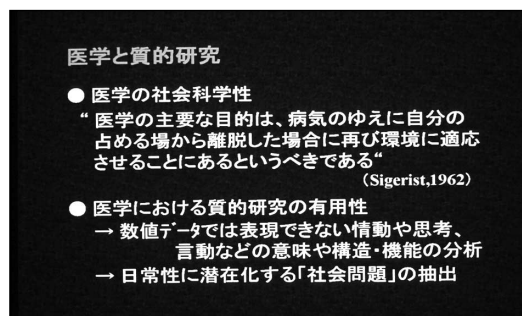 医学と質的研究
● 医学の社会科学性
“ 医学の主要な目的は、病気のゆえに自分の
占める場から離脱した場合に再び環境に適応
させることにあるというべきである“
（Sigerist,1962）
● 医学における質的研究の有用性
→ 数値ﾃﾞｰﾀでは表現できない情動や思考、
言動などの意味や構造・機能の分析
→ 日常性に潜在化する｢社会問題｣の抽出